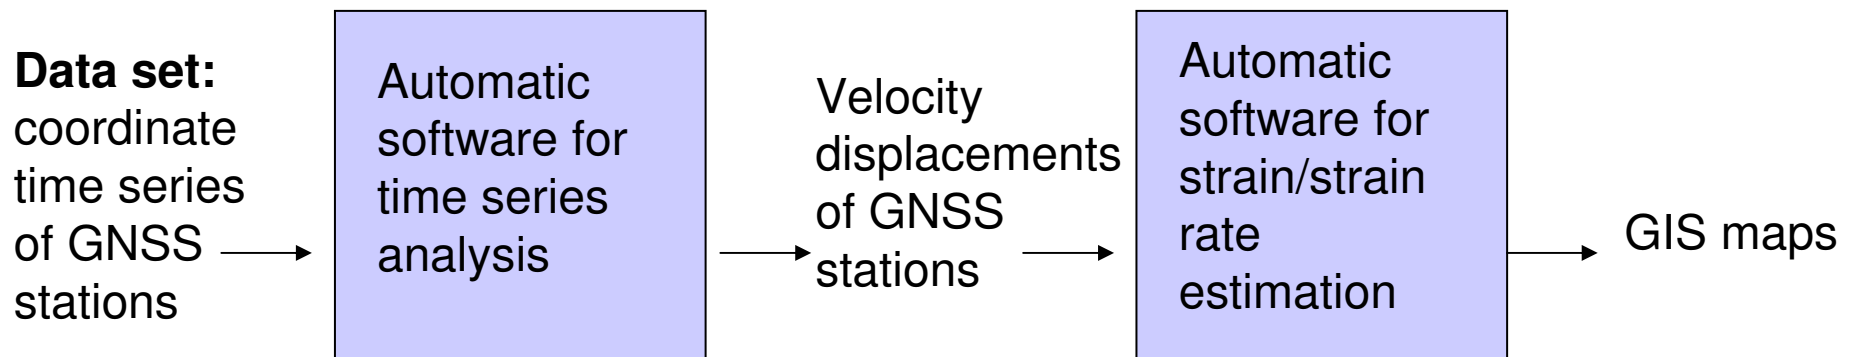 Data set:
coordinate
time series
of GNSS
stations
Automatic
software for
time series
analysis
Velocity
displacements
of GNSS
stations
Automatic
software for
strain/strain
rate
estimation
GIS maps